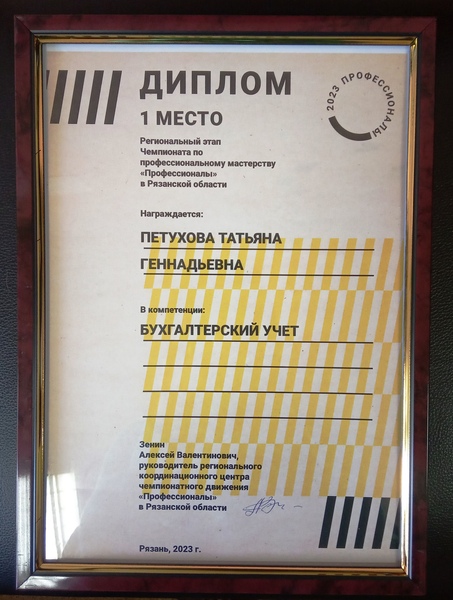 ДИПЛОМ
2023 ПРОФЕССИОНАЛЫ
1 МЕСТО
Региональный этап
Чемпионата по
профессиональному мастерству
«Профессионалы»
в Рязанской области
Награждается:
ПЕТУХОВА ТАТЬЯНА
ГЕННАДЬЕВНА
В компетенции:
БУХГАЛТЕРСКИЙ УЧЕТ
Зенин
Алексей Валентинович,
руководитель регионального
координационного центра
чемпионатного движения
«Профессионалы»
в Рязанской области
Рязань, 2023 г.